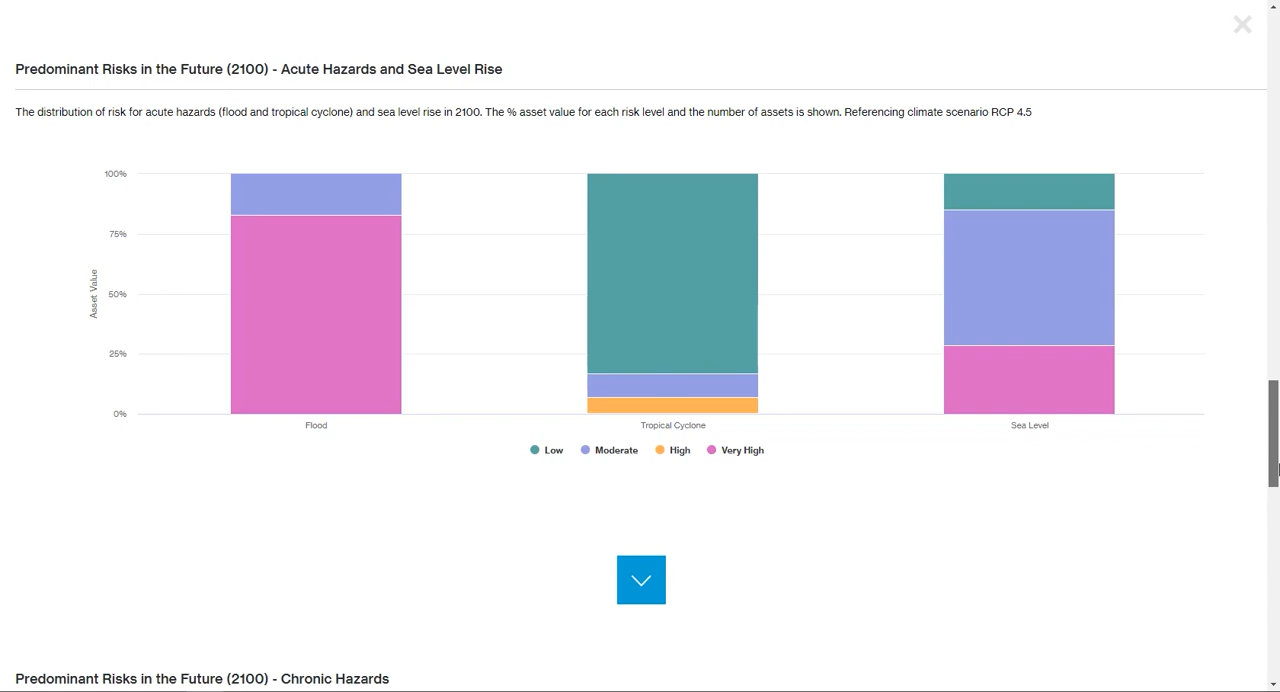 Predominant Risks in the Future (2100) - Acute Hazards and Sea Level Rise
The distribution of risk for acute hazards (flood and tropical cyclone) and sea level rise in 2100. The % asset value for each risk level and the number of assets is shown. Referencing climate scenario RCP 4.5
100%
75%
50%
25%
0%
Asset Value
Flood
Tropical Cyclone
Sea Level
Low
Moderate
High
Very High
Predominant Risks in the Future (2100) - Chronic Hazards